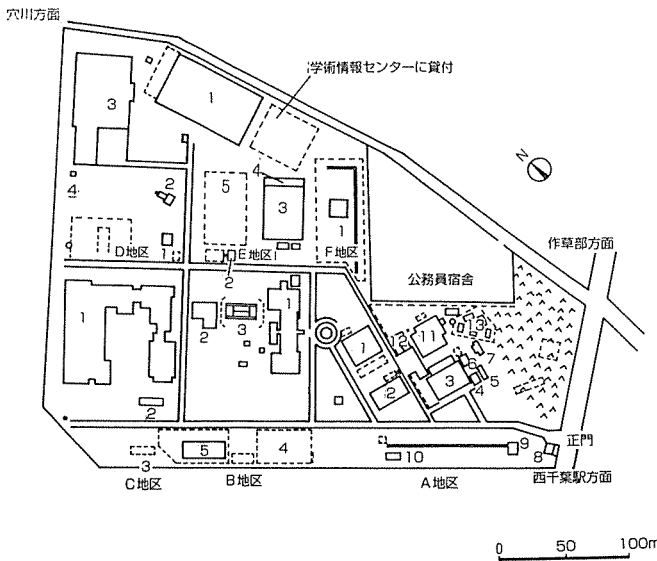 穴川方面
学術情報センターに貸付
3
1
N
4
5
3
1
4
2
作草部方面
1
D地区
E地区
F地区
2
公務員宿舎
1
2
3
1
1
12
11
13
7
6
3
5
4
2
2
正門
3
5
4
10
9
8
西千葉駅方面
C地区
B地区
A地区
0 50 100m